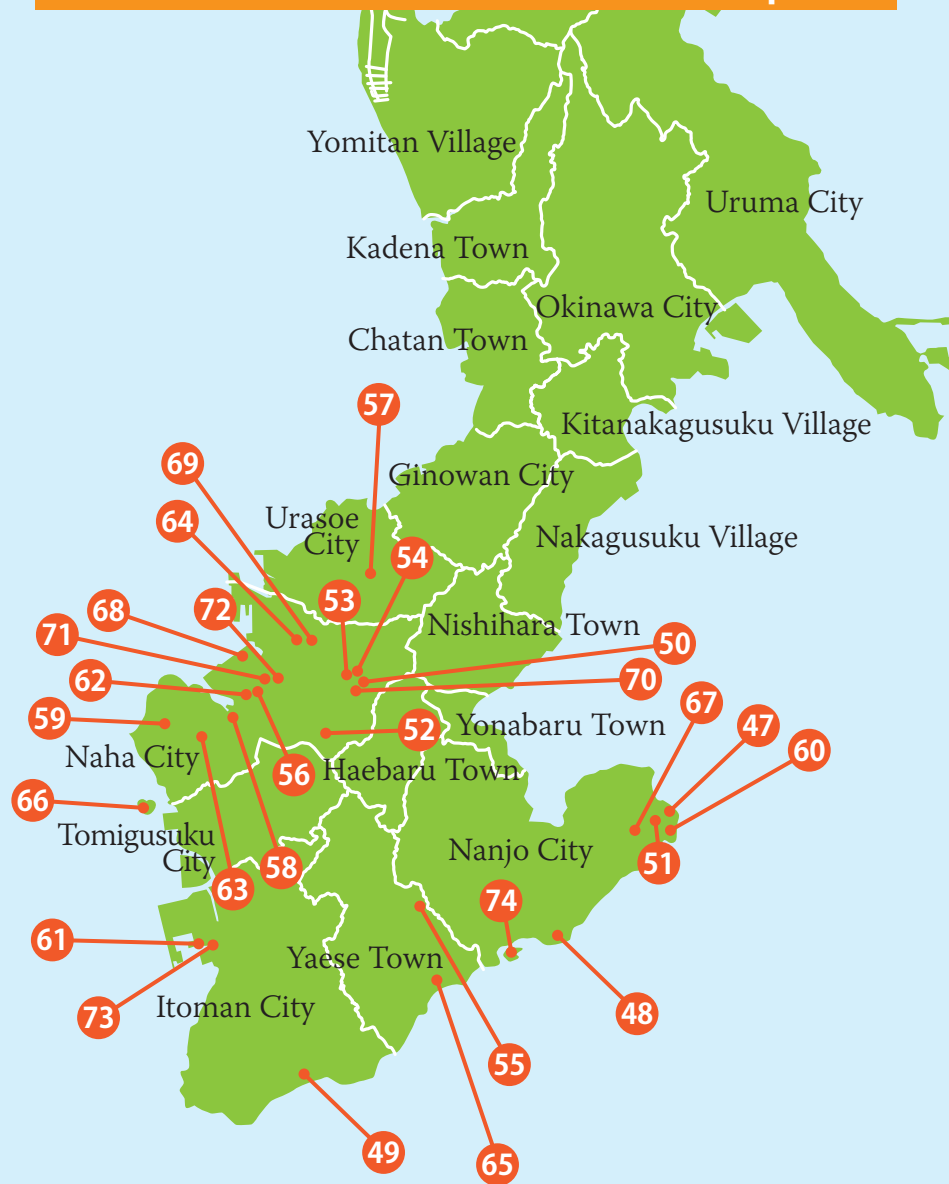 Yomitan Village
Uruma City
Kadena Town
Okinawa City
Chatan Town
57
Kitanakagusuku Village
69
Ginowan City
64
Urasoe
City
Nakagusuku Village
54
53
72
68
Nishihara Town
71
50
62
70
59
67
47
52
Yonabaru Town
Naha City
60
56
Haebaru Town
66
Tomigusuku
City
Nanjo City
51
58
63
74
61
Yaese Town
73
Itoman City
48
55
49
65